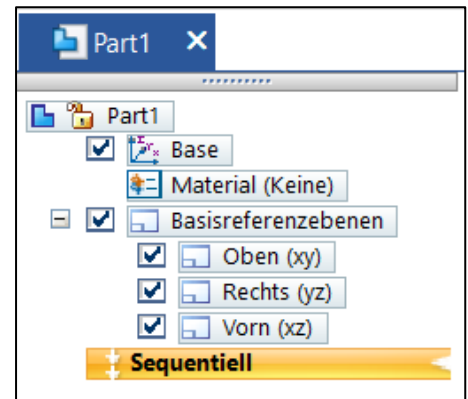 Part1
Part1
Base
Material (Keine)
Basisreferenzebenen
Oben (xy)
Rechts (yz)
Vorn (xz)
Sequentiell